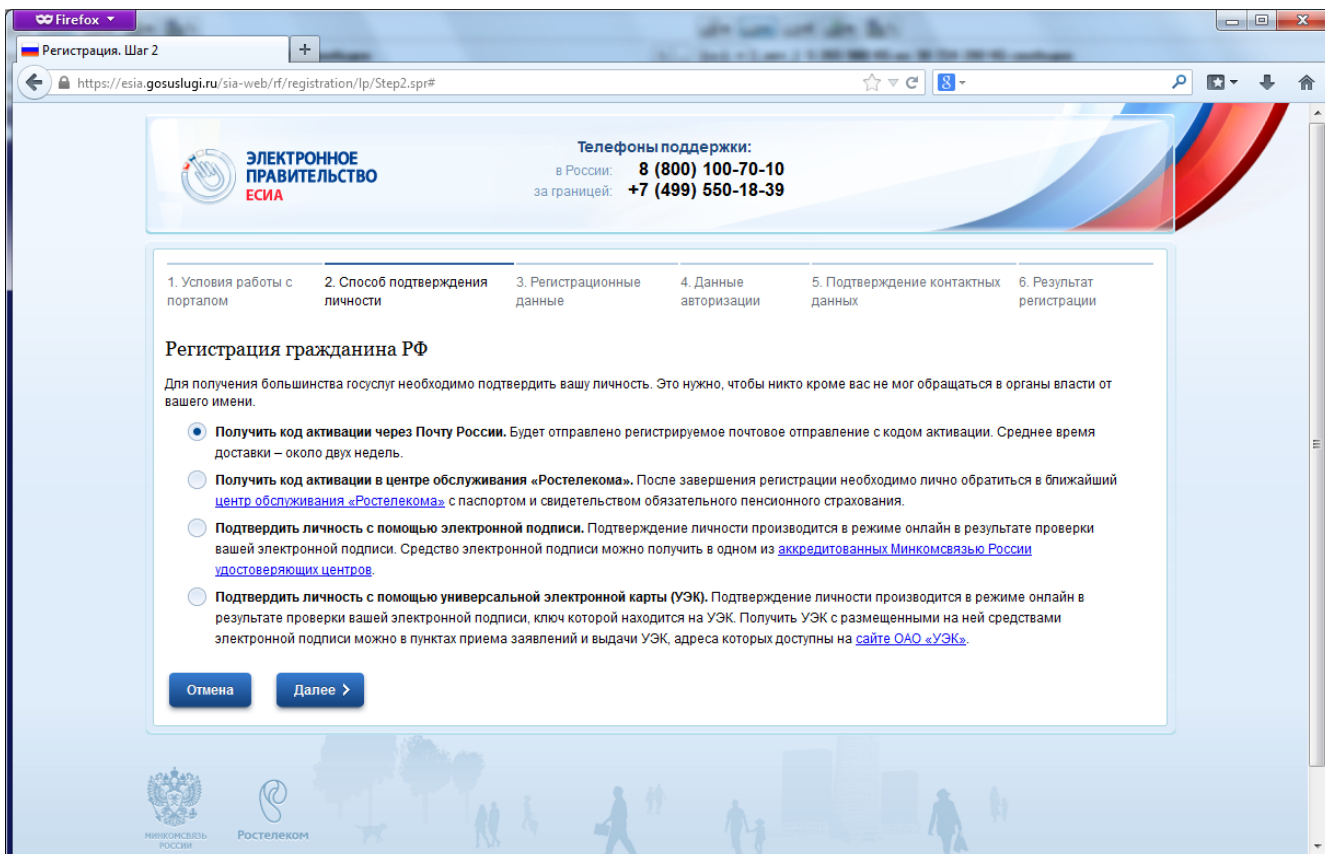 Firefox
Регистрация. Шаг 2
https://esia.gosuslugi.ru/sia-web/rf/registration/lp/Step2.spr#
8
ЭЛЕКТРОННОЕ
ПРАВИТЕЛЬСТВО
ЕСИА
Телефоны поддержки:
в России: 8 (800) 100-70-10
за границей: +7 (499) 550-18-39
1. Условия работы с порталом
2. Способ подтверждения личности
3. Регистрационные данные
4. Данные авторизации
5. Подтверждение контактных данных
6. Результат регистрации
Регистрация гражданина РФ
Для получения большинства госуслуг необходимо подтвердить вашу личность. Это нужно, чтобы никто кроме вас не мог обращаться в органы власти от
вашего имени.
Получить код активации через Почту России. Будет отправлено регистрируемое почтовое отправление с кодом активации. Среднее время
доставки – около двух недель.
Получить код активации в центре обслуживания «Ростелекома». После завершения регистрации необходимо лично обратиться в ближайший
центр обслуживания «Ростелекома» с паспортом и свидетельством обязательного пенсионного страхования.
Подтвердить личность с помощью электронной подписи. Подтверждение личности производится в режиме онлайн в результате проверки
вашей электронной подписи. Средство электронной подписи можно получить в одном из аккредитованных Минкомсвязью России
удостоверяющих центров.
Подтвердить личность с помощью универсальной электронной карты (УЭК). Подтверждение личности производится в режиме онлайн в
результате проверки вашей электронной подписи, ключ которой находится на УЭК. Получить УЭК с размещенными на ней средствами
электронной подписи можно в пунктах приема заявлений и выдачи УЭК, адреса которых доступны на сайте ОАО «УЭК».
Отмена
Далее
МИНКОМСВЯЗЬ
РОССИИ
Ростелеком